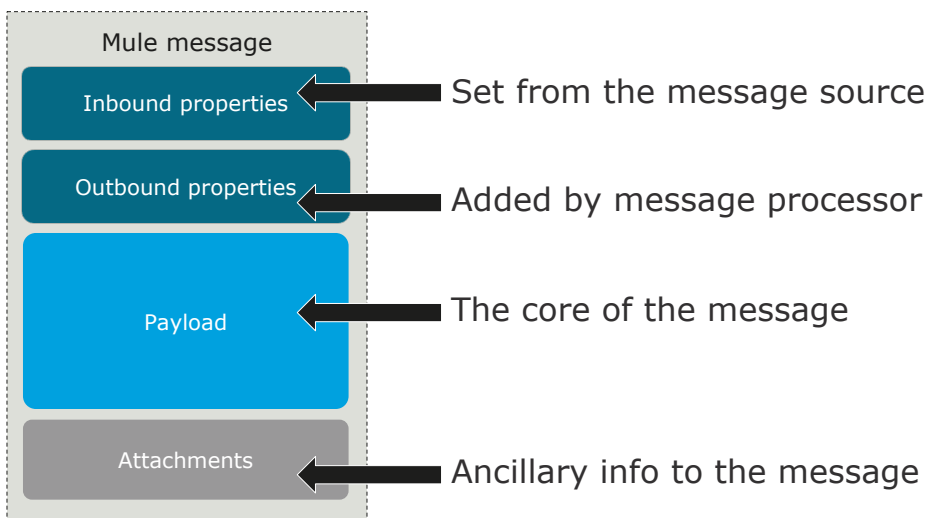 Mule message
Inbound properties
Set from the message source
Outbound properties
Added by message processor
Payload
The core of the message
Attachments
Ancillary info to the message